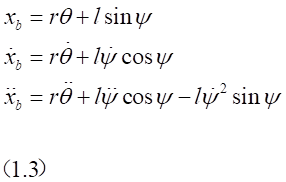 x_b = rθ + l sin ψ
ẋ_b = rθ̇ + lψ̇ cos ψ
ẍ_b = rθ̈ + lψ̈ cos ψ − lψ̇² sin ψ
(1.3)